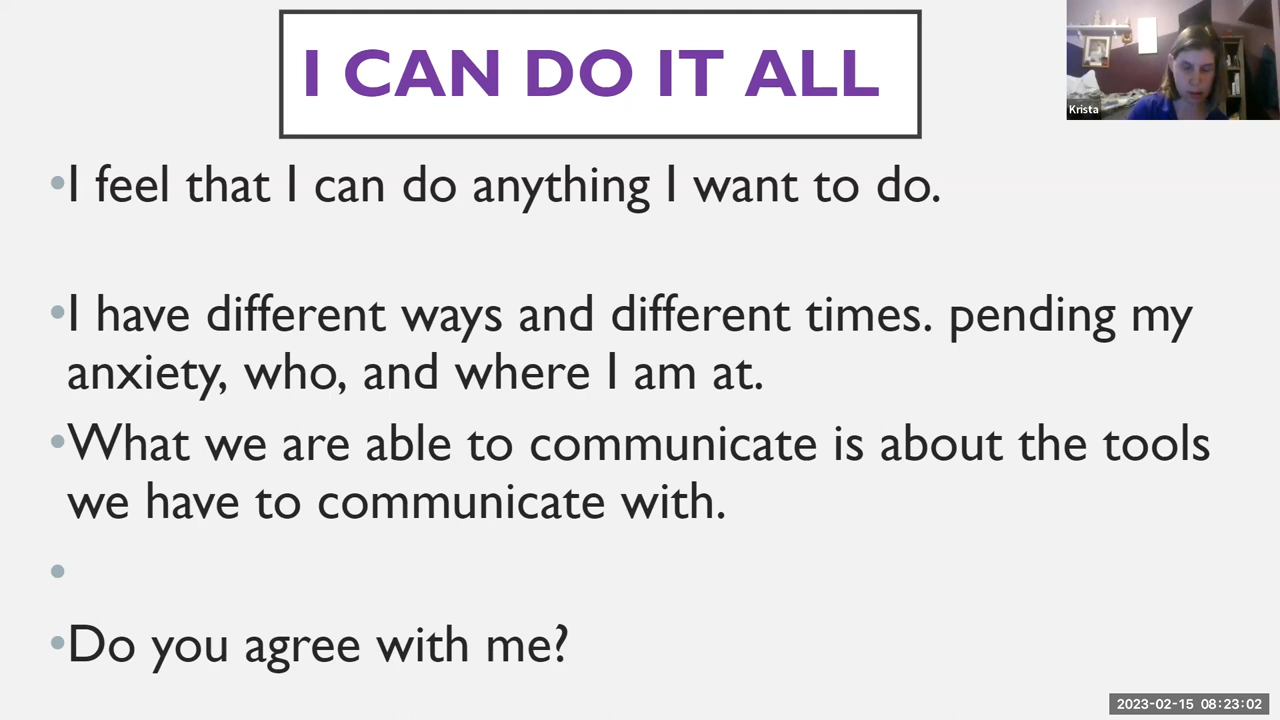 I CAN DO IT ALL
Krista
•I feel that I can do anything I want to do.
•I have different ways and different times. pending my
anxiety, who, and where I am at.
•What we are able to communicate is about the tools
we have to communicate with.
•
•Do you agree with me?
2023-02-15 08:23:02